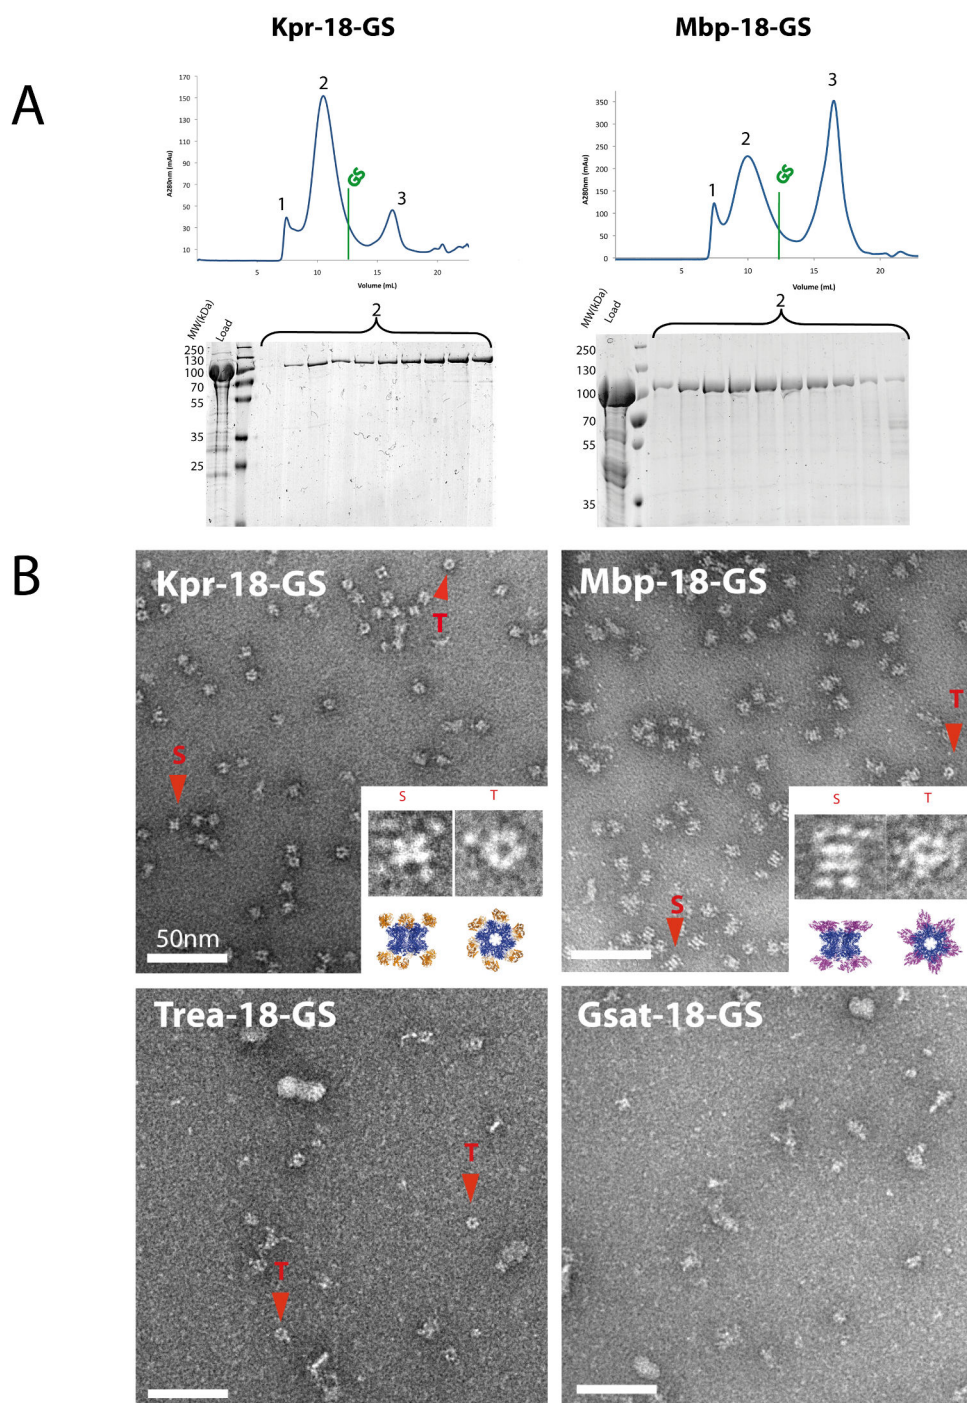 Kpr-18-GS
Mbp-18-GS
A
170
150
130
110
90
70
50
30
10
A280nm (mAu)
1
2
GS
3
5
10
15
20
Volume (mL)
350
300
250
200
150
100
50
0
A280nm (mAu)
1
2
GS
3
5
10
15
20
Volume (mL)
MW(kDa)
Load
2
250
130
100
70
55
35
25
MW(kDa)
Load
2
250
130
100
70
55
35
B
Kpr-18-GS
T
S
S T
50nm
Mbp-18-GS
T
S
S T
Trea-18-GS
T
T
Gsat-18-GS